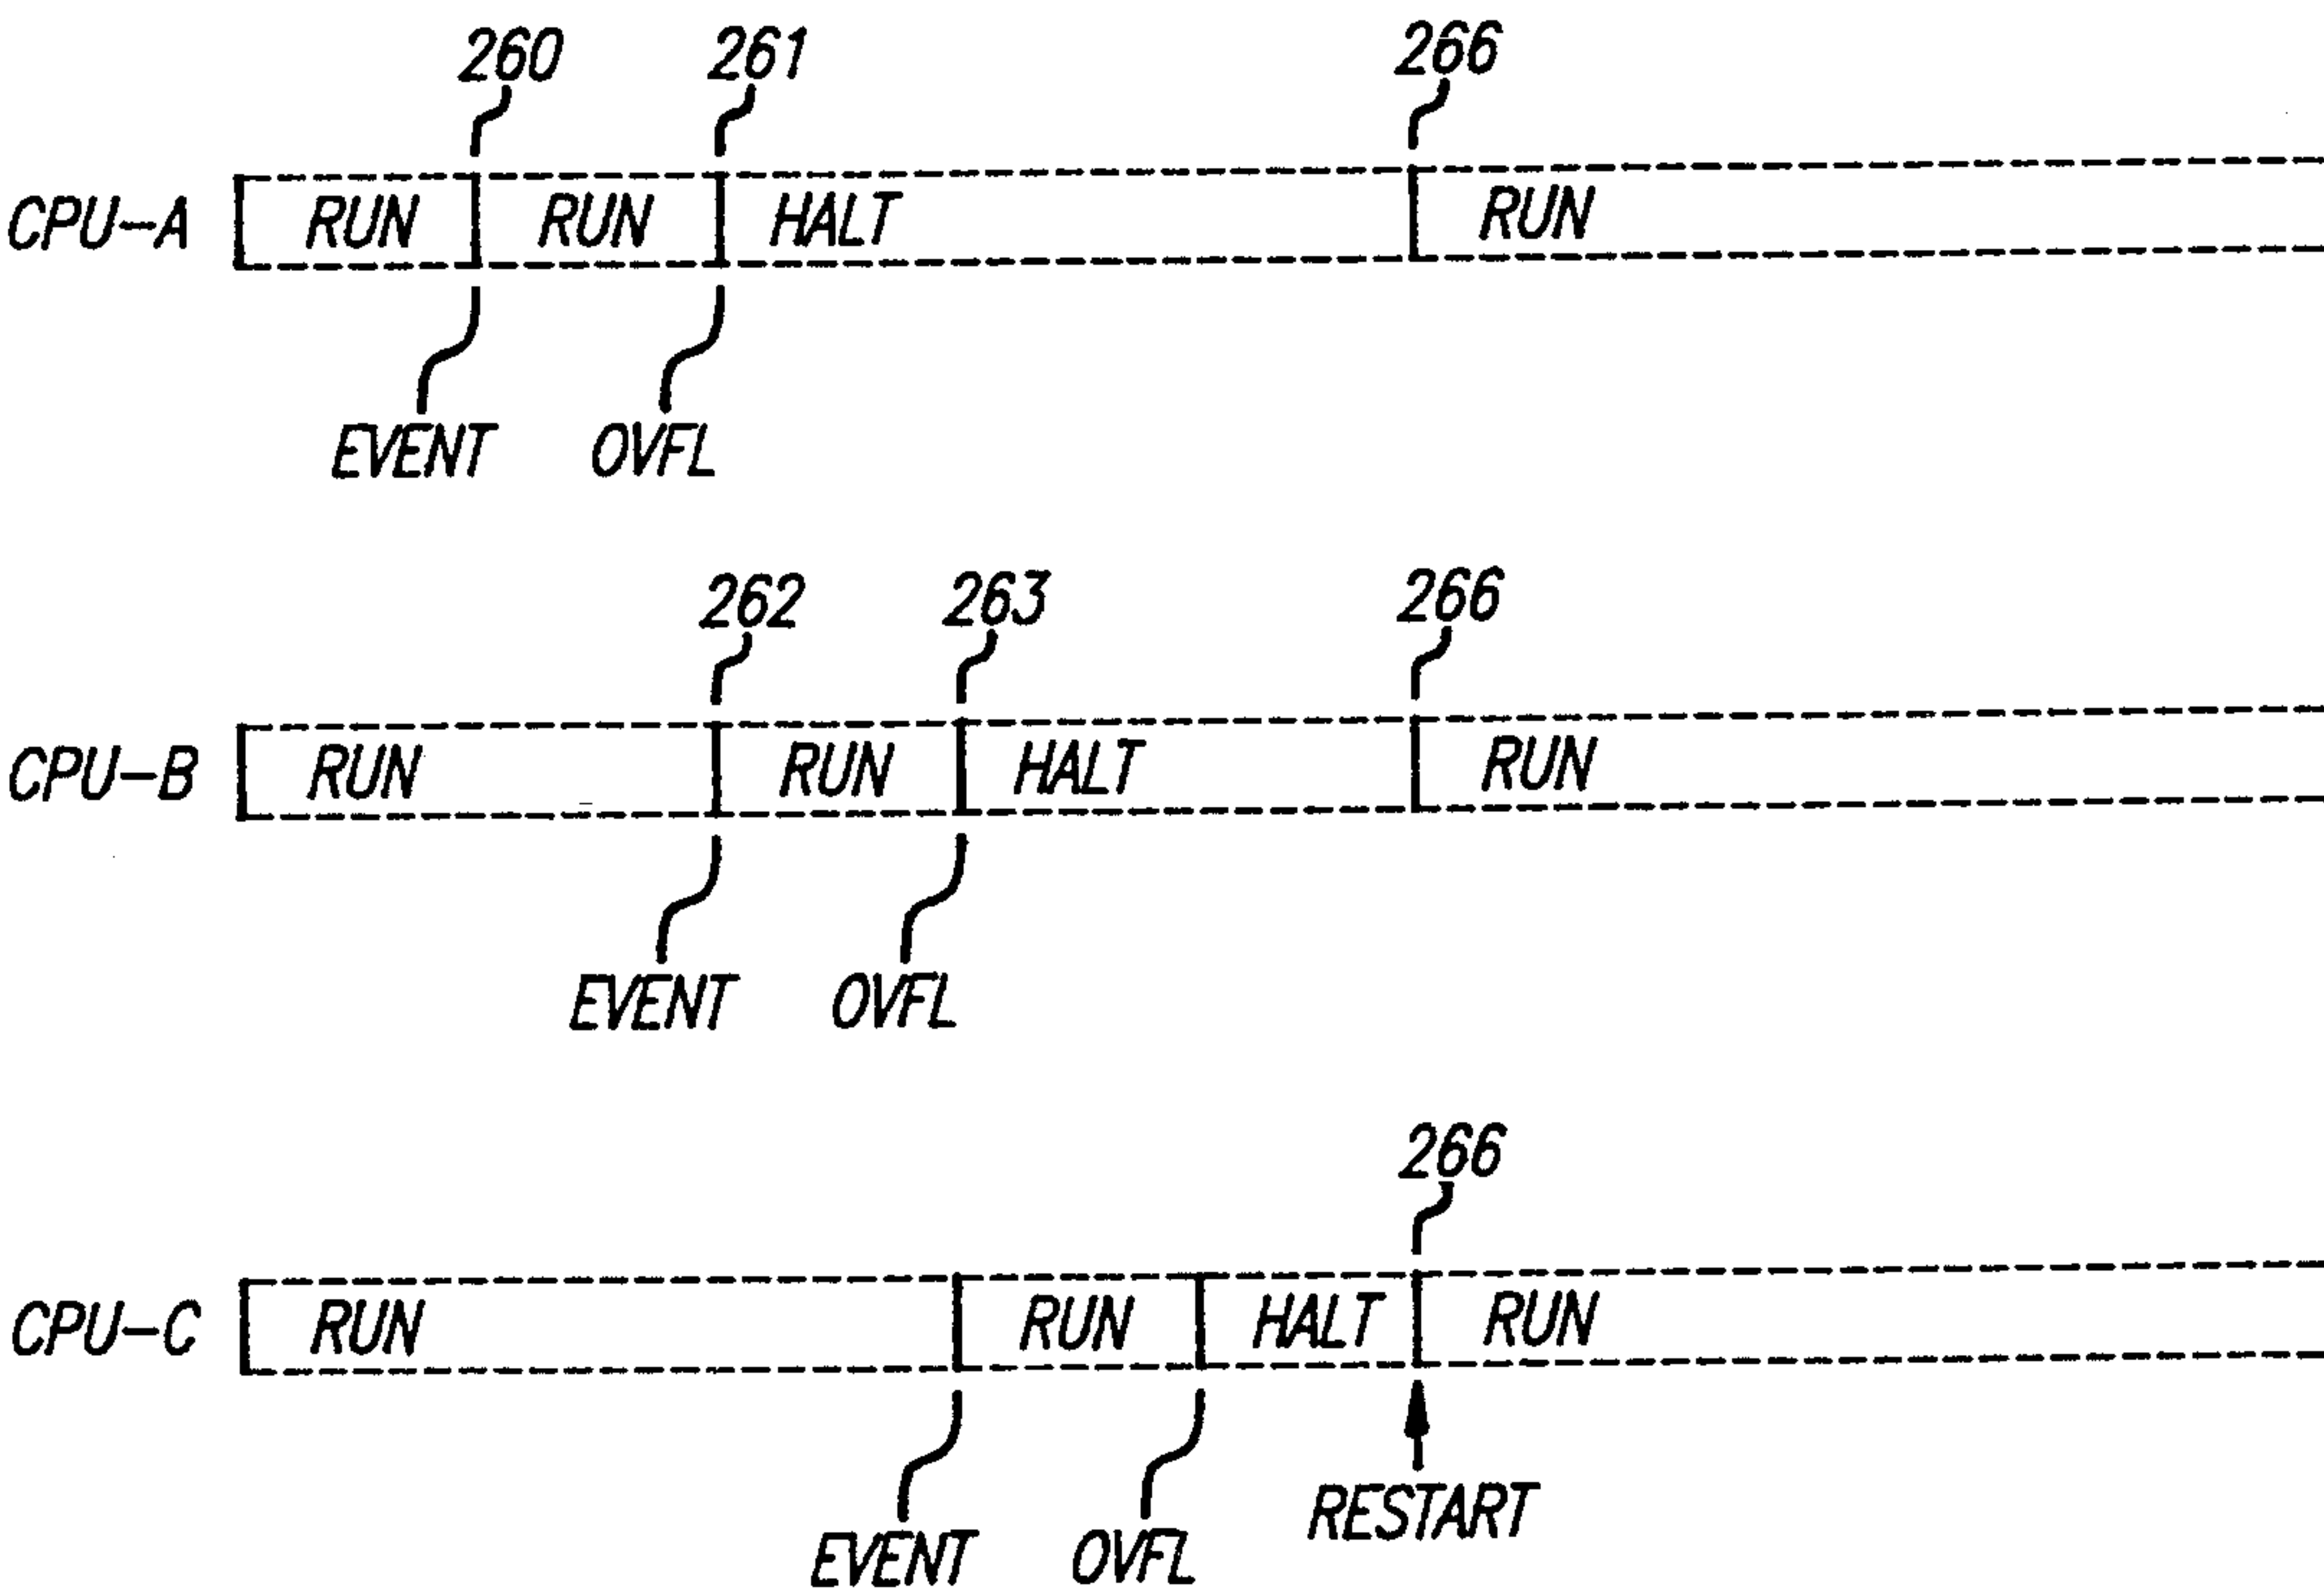 260 261 266
CPU-A RUN RUN HALT RUN
EVENT OVFL
262 263 266
CPU-B RUN RUN HALT RUN
EVENT OVFL
266
CPU-C RUN RUN HALT RUN
RESTART
EVENT OVFL